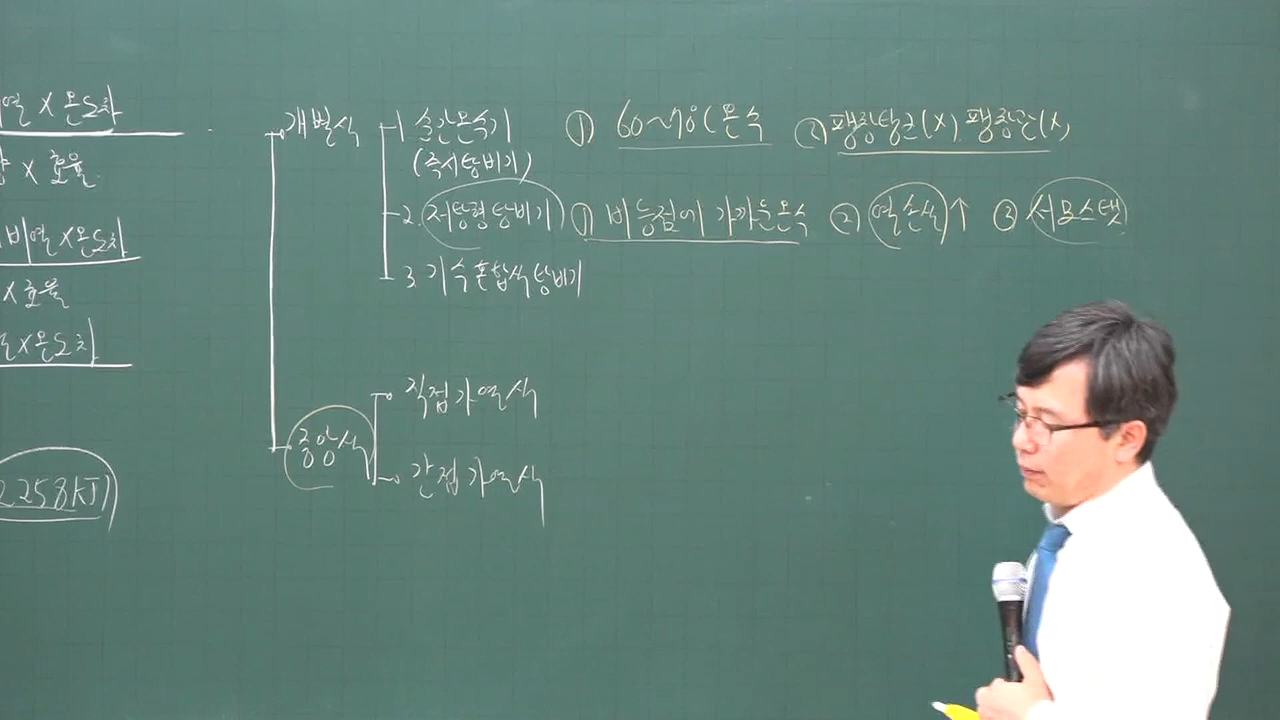 열 X 온도차
X 효율
비열 X 온도차
X 효율
X 온도차
2258KJ
개별식
1 순간온수기
(즉시탕비기)
① 60~70°C 온수
② 팽창탱크(X) 팽창관(X)
2. 저탕형탕비기
① 비등점에 가까운 온수
② 열손실↑
③ 서모스탯
3. 기수혼합식탕비기
중앙식
직접가열식
간접가열식